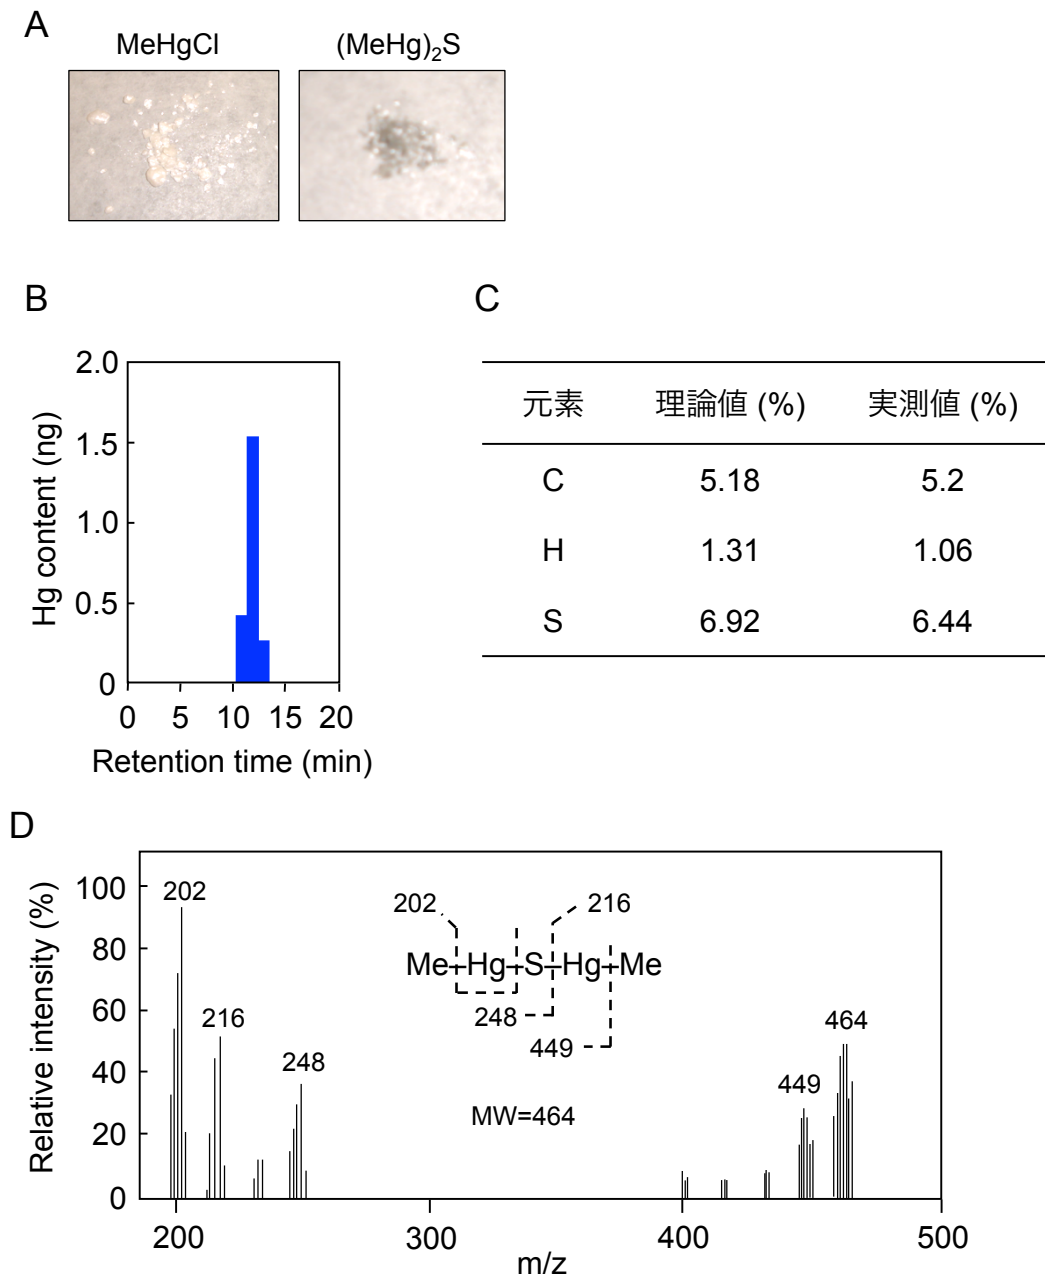 A
MeHgCl
(MeHg)₂S
B
2.0
1.5
1.0
0.5
0
Hg content (ng)
0 5 10 15 20
Retention time (min)
C
元素 理論値 (%) 実測値 (%)
C 5.18 5.2
H 1.31 1.06
S 6.92 6.44
D
100
80
60
40
20
0
Relative intensity (%)
202
216
248
449
464
202 216
Me-Hg-S-Hg-Me
248
449
MW=464
200 300 400 500
m/z